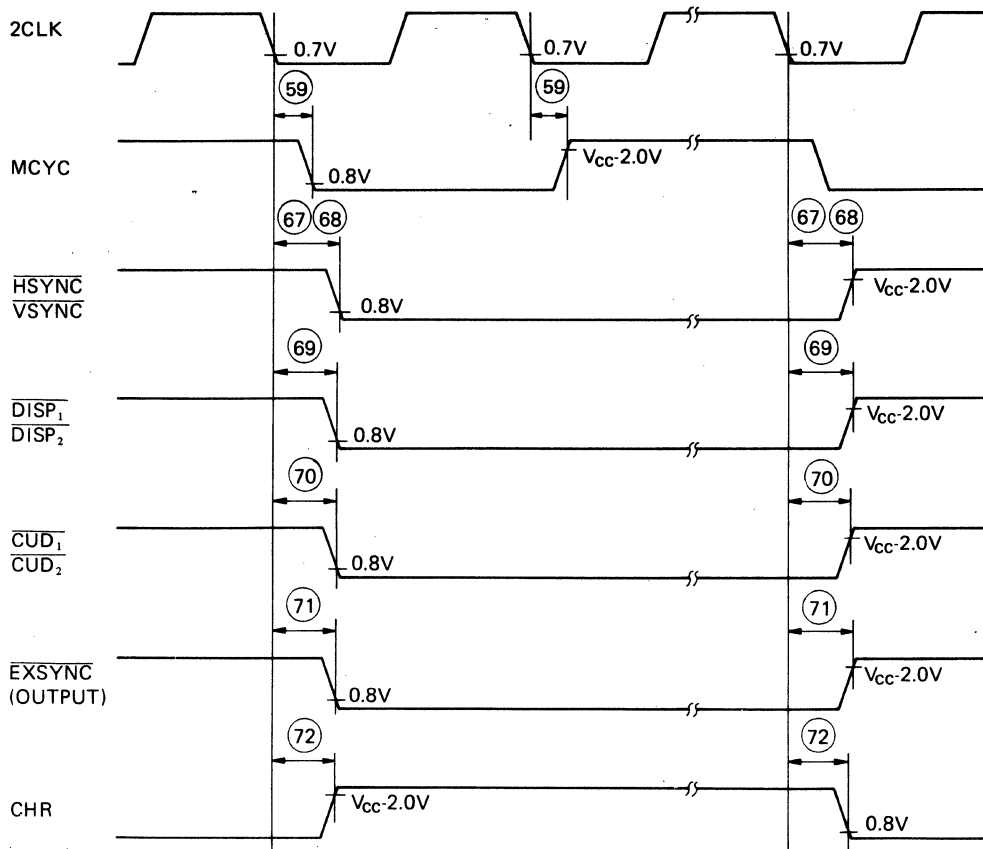 2CLK
0.7V 0.7V 0.7V
59 59
MCYC
0.8V VCC-2.0V
67 68 67 68
HSYNC
VSYNC
0.8V VCC-2.0V
69 69
DISP1
DISP2
0.8V VCC-2.0V
70 70
CUD1
CUD2
0.8V VCC-2.0V
71 71
EXSYNC
(OUTPUT)
0.8V VCC-2.0V
72 72
CHR
VCC-2.0V 0.8V